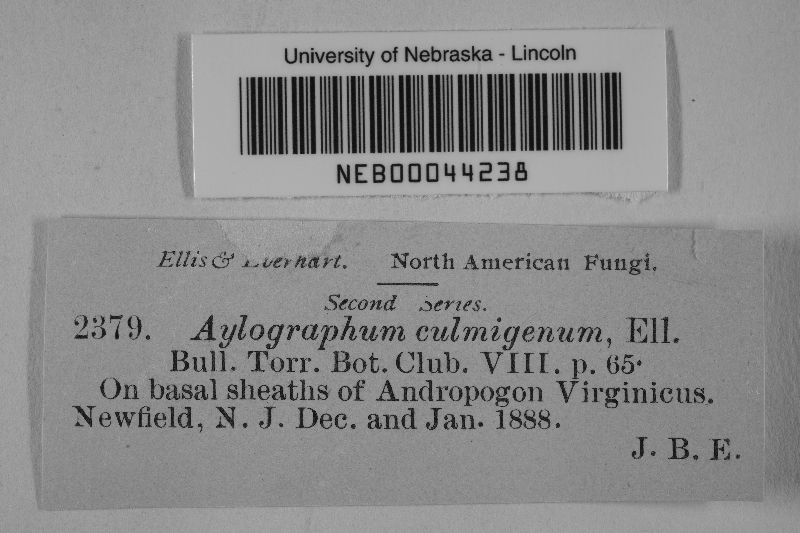 University of Nebraska - Lincoln
NEB00044238
Ellis & Everhart. North American Fungi.
Second Series.
2379. Aylographum culmigenum, Ell.
Bull. Torr. Bot. Club. VIII. p. 65.
On basal sheaths of Andropogon Virginicus.
Newfield, N. J. Dec. and Jan. 1888.
J. B. E.